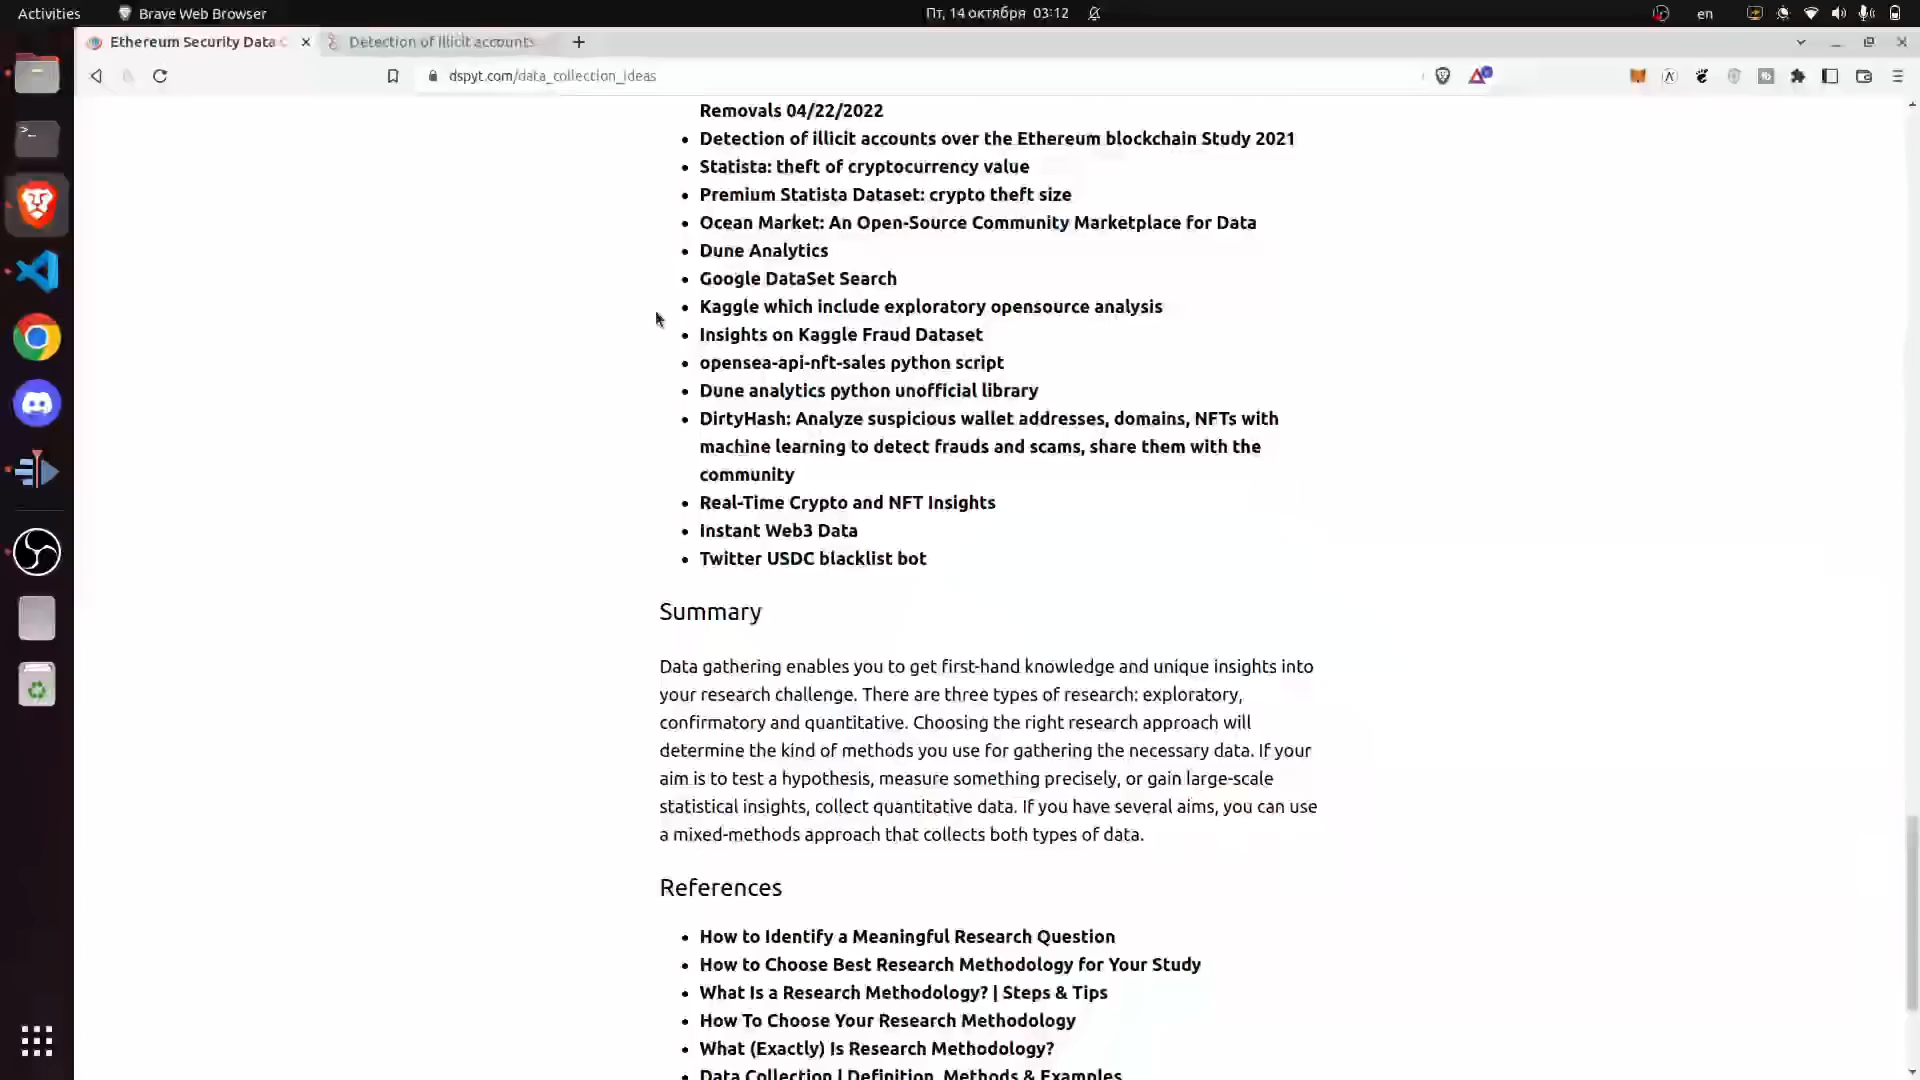 Activities
Brave Web Browser
Пт, 14 октября 03:12
en
Ethereum Security Data C
Detection of illicit accounts
dspyt.com/data_collection_ideas
Removals 04/22/2022
Detection of illicit accounts over the Ethereum blockchain Study 2021
Statista: theft of cryptocurrency value
Premium Statista Dataset: crypto theft size
Ocean Market: An Open-Source Community Marketplace for Data
Dune Analytics
Google DataSet Search
Kaggle which include exploratory opensource analysis
Insights on Kaggle Fraud Dataset
opensea-api-nft-sales python script
Dune analytics python unofficial library
DirtyHash: Analyze suspicious wallet addresses, domains, NFTs with
machine learning to detect frauds and scams, share them with the
community
Real-Time Crypto and NFT Insights
Instant Web3 Data
Twitter USDC blacklist bot
Summary
Data gathering enables you to get first-hand knowledge and unique insights into
your research challenge. There are three types of research: exploratory,
confirmatory and quantitative. Choosing the right research approach will
determine the kind of methods you use for gathering the necessary data. If your
aim is to test a hypothesis, measure something precisely, or gain large-scale
statistical insights, collect quantitative data. If you have several aims, you can use
a mixed-methods approach that collects both types of data.
References
How to Identify a Meaningful Research Question
How to Choose Best Research Methodology for Your Study
What Is a Research Methodology? | Steps & Tips
How To Choose Your Research Methodology
What (Exactly) Is Research Methodology?
Data Collection | Definition, Methods & Examples